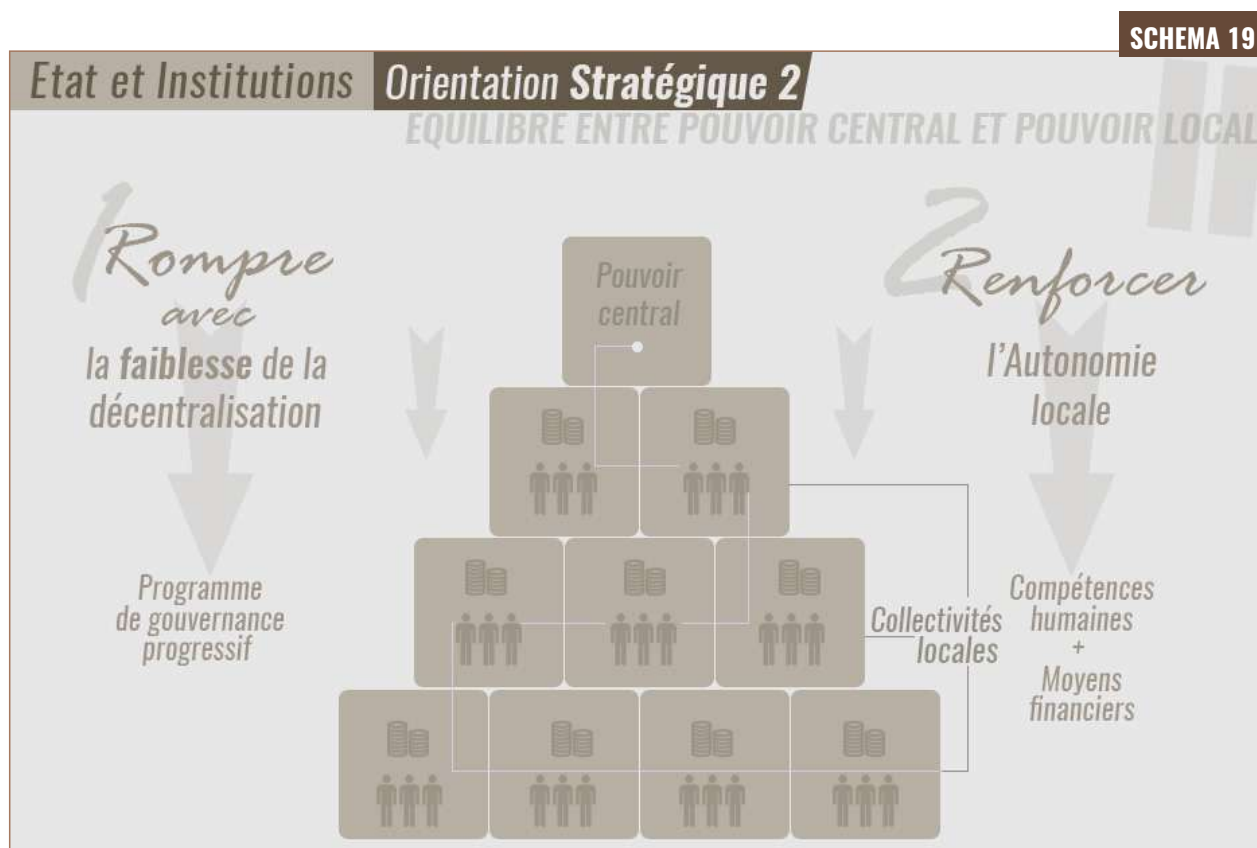 SCHEMA 19
Etat et Institutions Orientation Stratégique 2
EQUILIBRE ENTRE POUVOIR CENTRAL ET POUVOIR LOCAL
1
Rompre
avec
la faiblesse de la
décentralisation
Programme
de gouvernance
progressif
Pouvoir
central
Collectivités
locales
2
Renforcer
l'Autonomie
locale
Compétences
humaines
+
Moyens
financiers